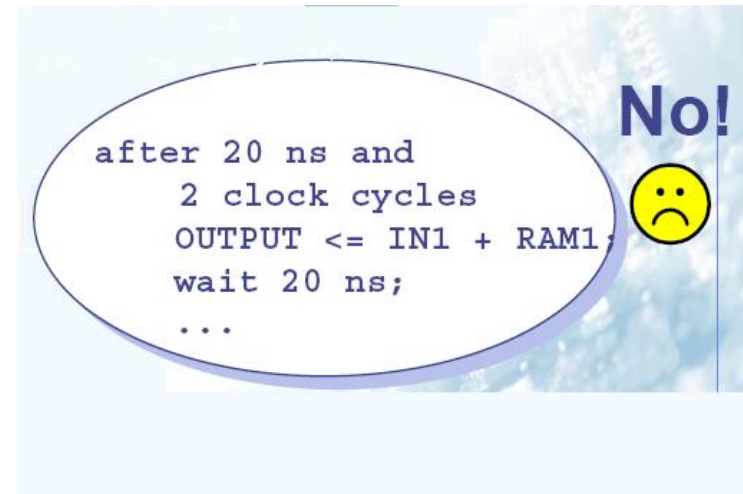 No!
after 20 ns and
2 clock cycles
OUTPUT <= IN1 + RAM1;
wait 20 ns;
...